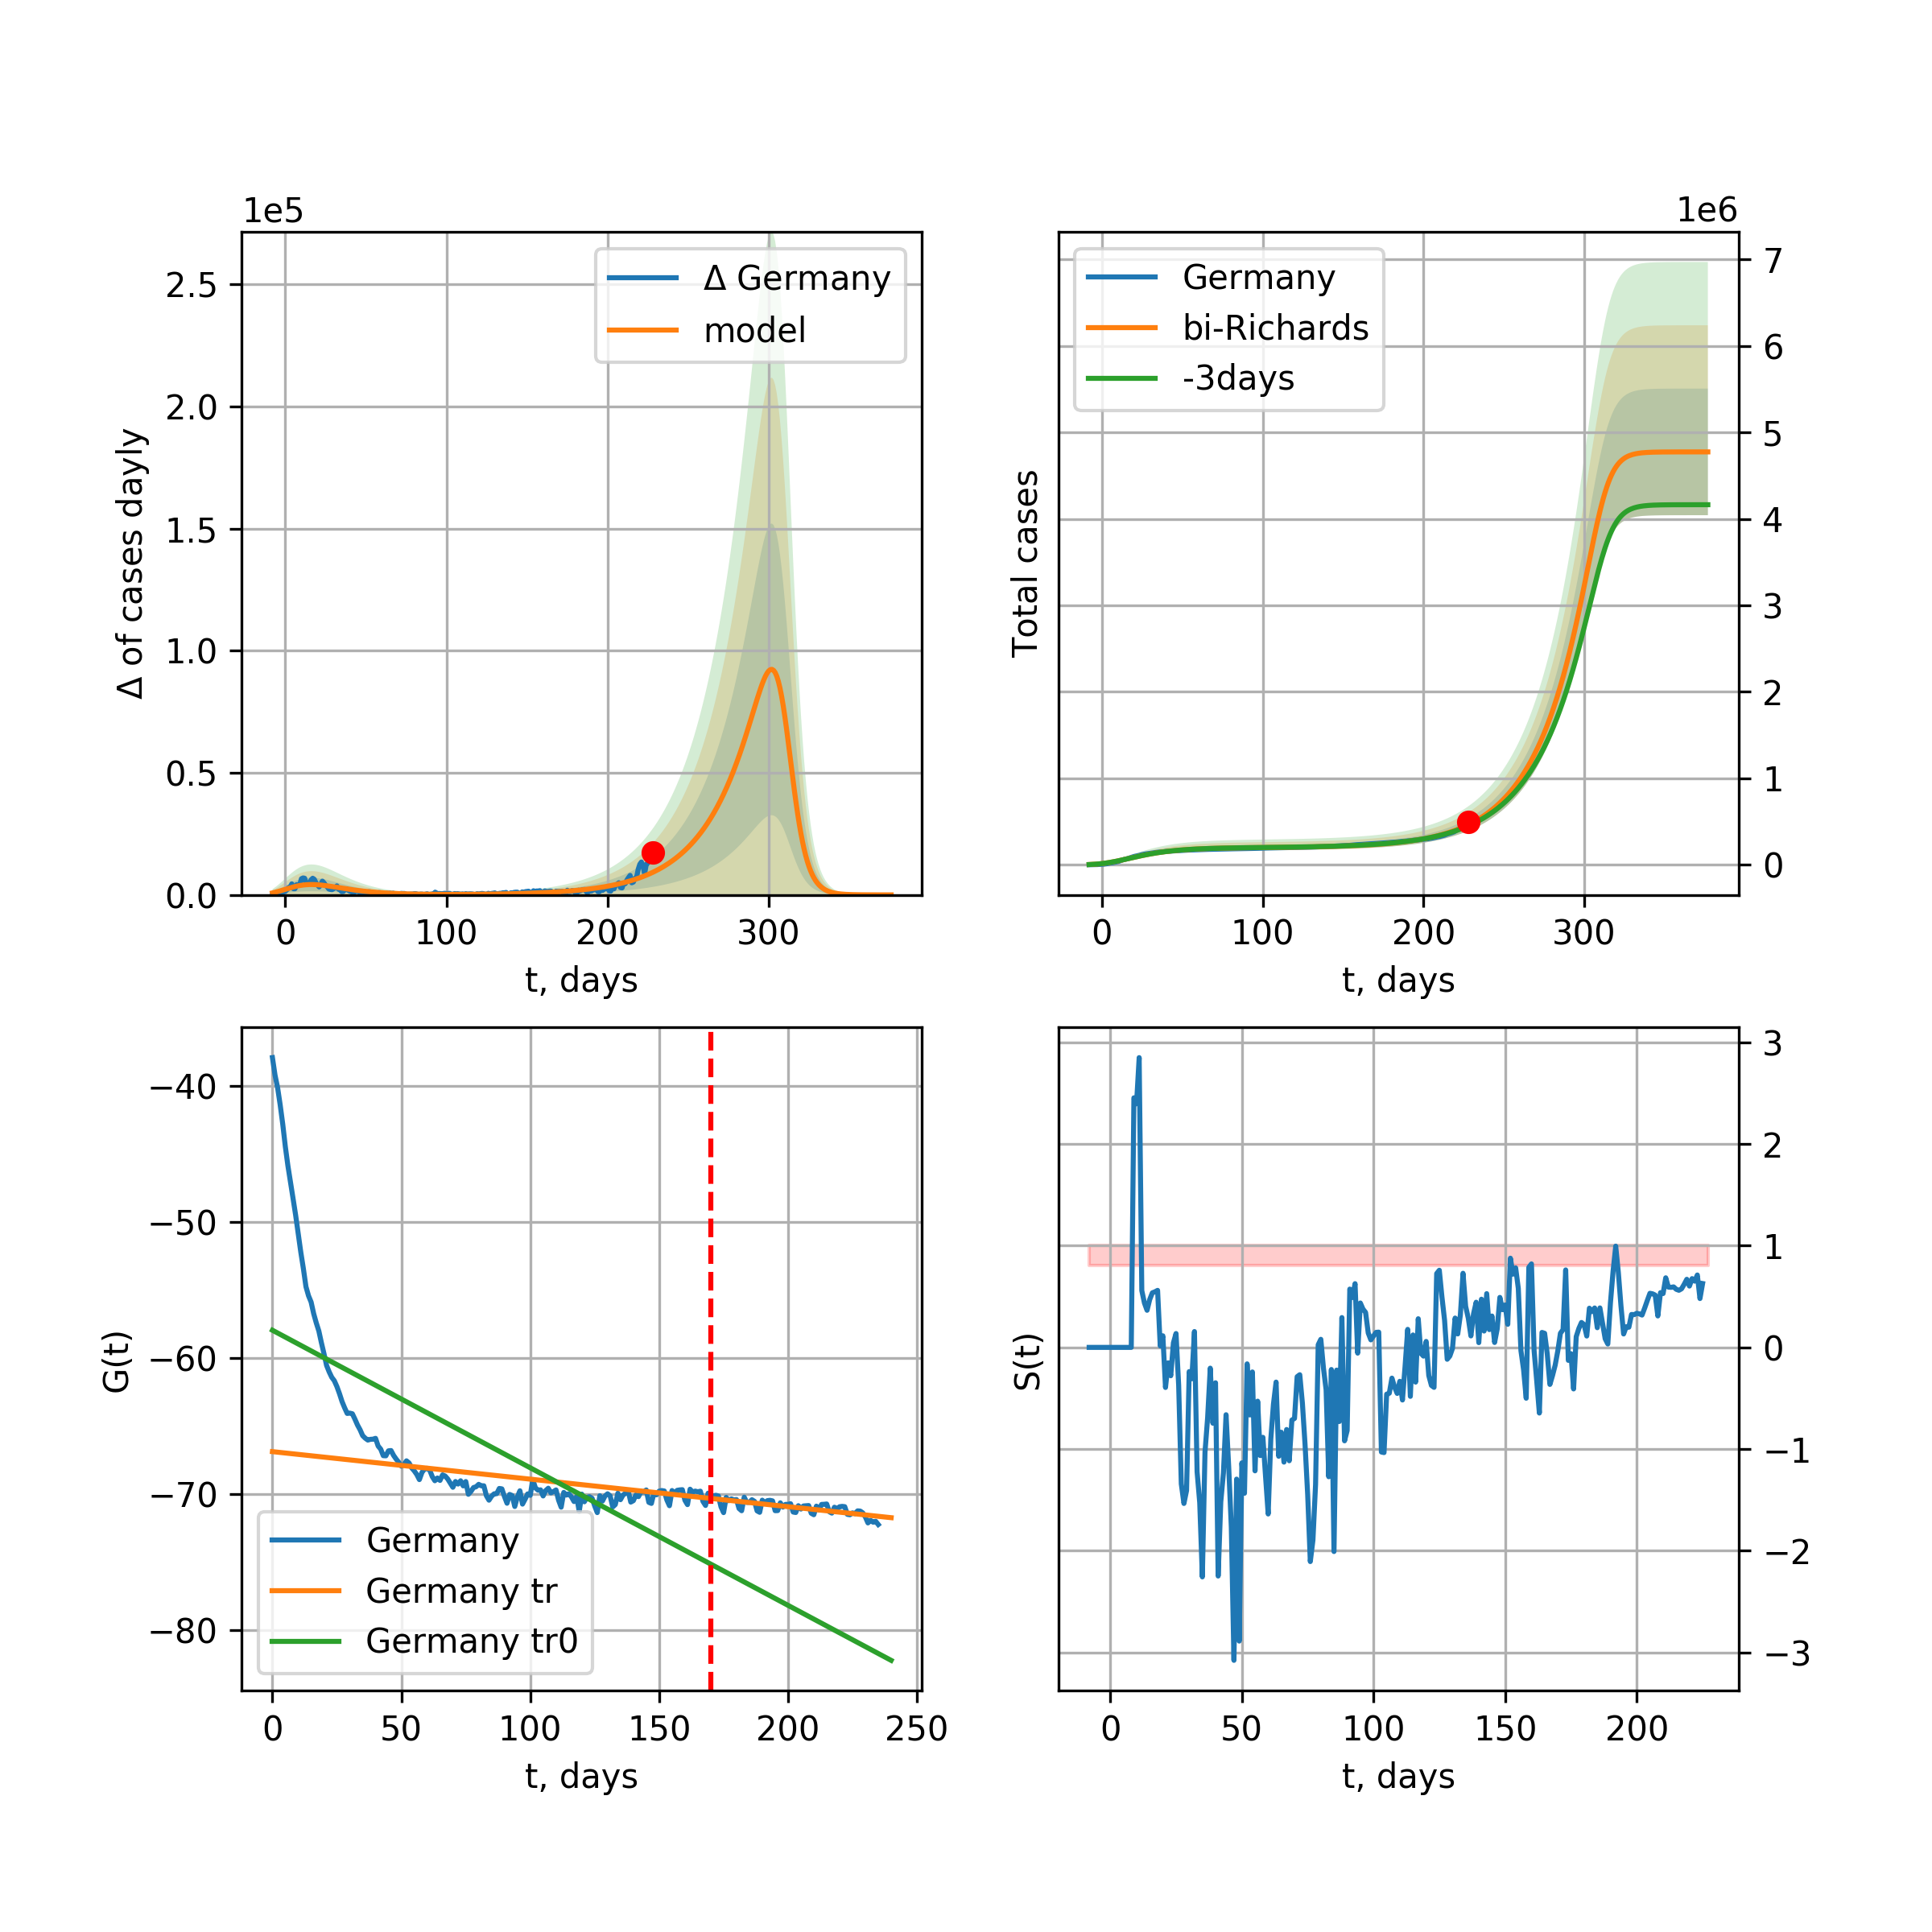 1e5
Δ Germany
model
2.5
2.0
1.5
1.0
0.5
0.0
Δ of cases dayly
0 100 200 300
t, days
1e6
Germany
bi-Richards
-3days
7
6
5
4
3
2
1
0
Total cases
0 100 200 300
t, days
−40
−50
−60
−70
−80
G(t)
Germany
Germany tr
Germany tr0
0 50 100 150 200 250
t, days
3
2
1
0
−1
−2
−3
S(t)
0 50 100 150 200
t, days